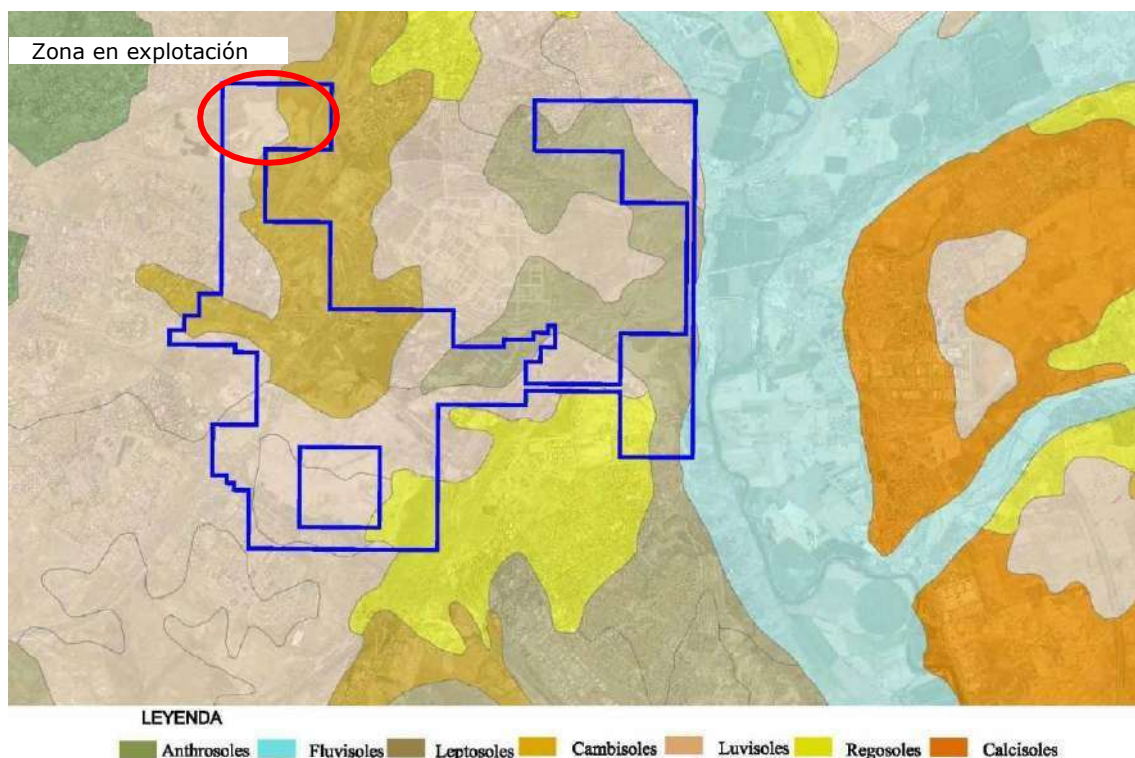 Zona en explotación
LEYENDA
Anthrosoles Fluvisoles Leptosoles Cambisoles Luvisoles Regosoles Calcisoles